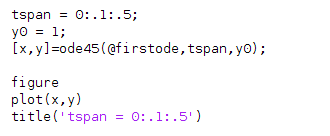 tspan = 0:.1:.5;
y0 = 1;
[x,y]=ode45(@firstode,tspan,y0);
figure
plot(x,y)
title('tspan = 0:.1:.5')